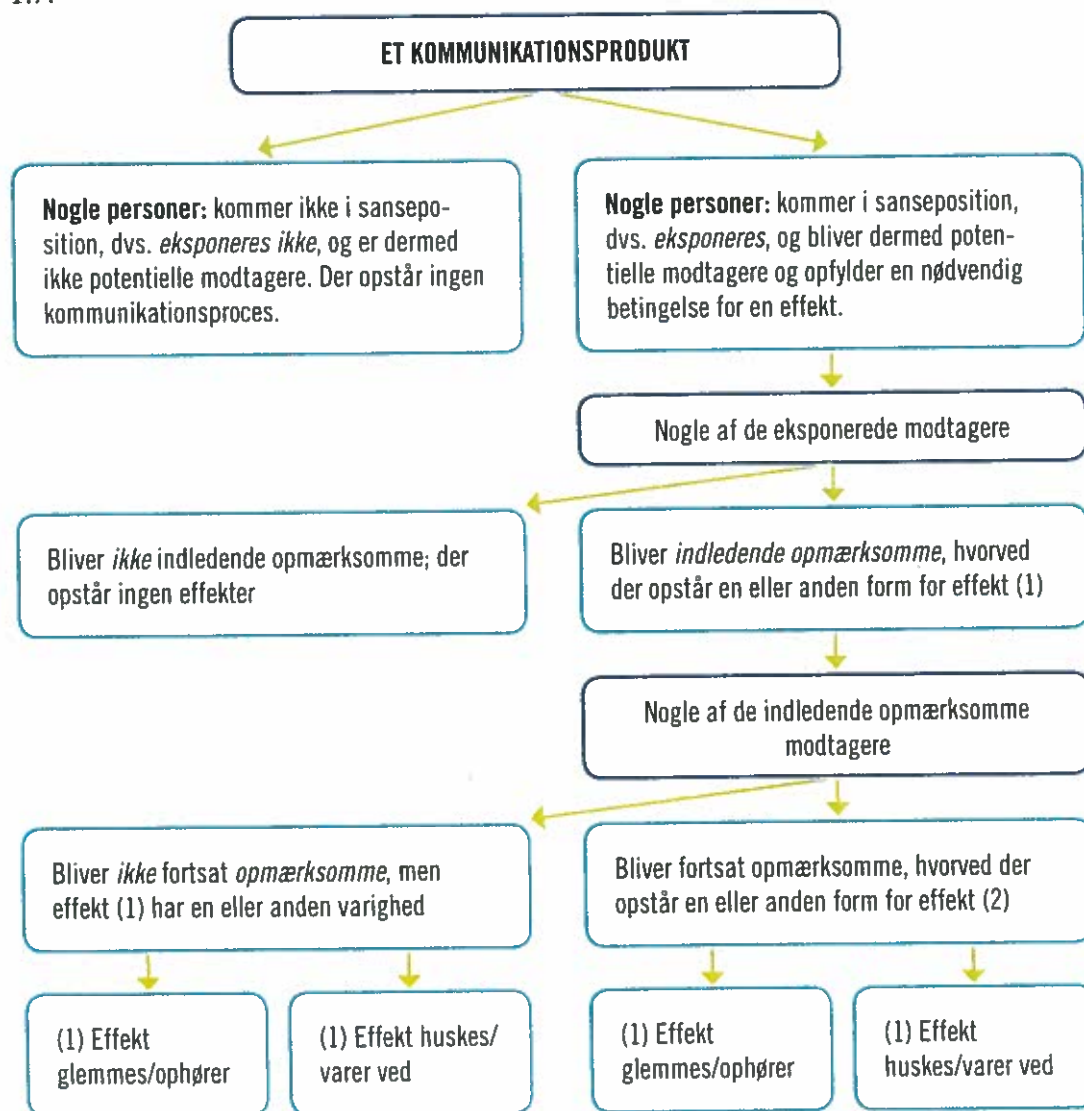 ET KOMMUNIKATIONSPRODUKT
Nogle personer: kommer ikke i sansepo-
sition, dvs. eksponeres ikke, og er dermed
ikke potentielle modtagere. Der opstår ingen
kommunikationsproces.
Nogle personer: kommer i sanseposition,
dvs. eksponeres, og bliver dermed poten-
tielle modtagere og opfylder en nødvendig
betingelse for en effekt.
Nogle af de eksponerede modtagere
Bliver ikke indledende opmærksomme; der
opstår ingen effekter
Bliver indledende opmærksomme, hvorved
der opstår en eller anden form for effekt (1)
Nogle af de indledende opmærksomme
modtagere
Bliver ikke fortsat opmærksomme, men
effekt (1) har en eller anden varighed
Bliver fortsat opmærksomme, hvorved der
opstår en eller anden form for effekt (2)
(1) Effekt
glemmes/ophører
(1) Effekt huskes/
varer ved
(1) Effekt
glemmes/ophører
(1) Effekt
huskes/varer ved